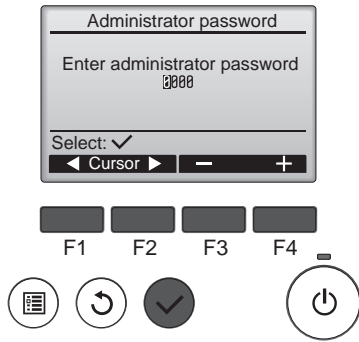 Administrator password
Enter administrator password
0000
Select: ✓
◀ Cursor ▶ − +
F1 F2 F3 F4